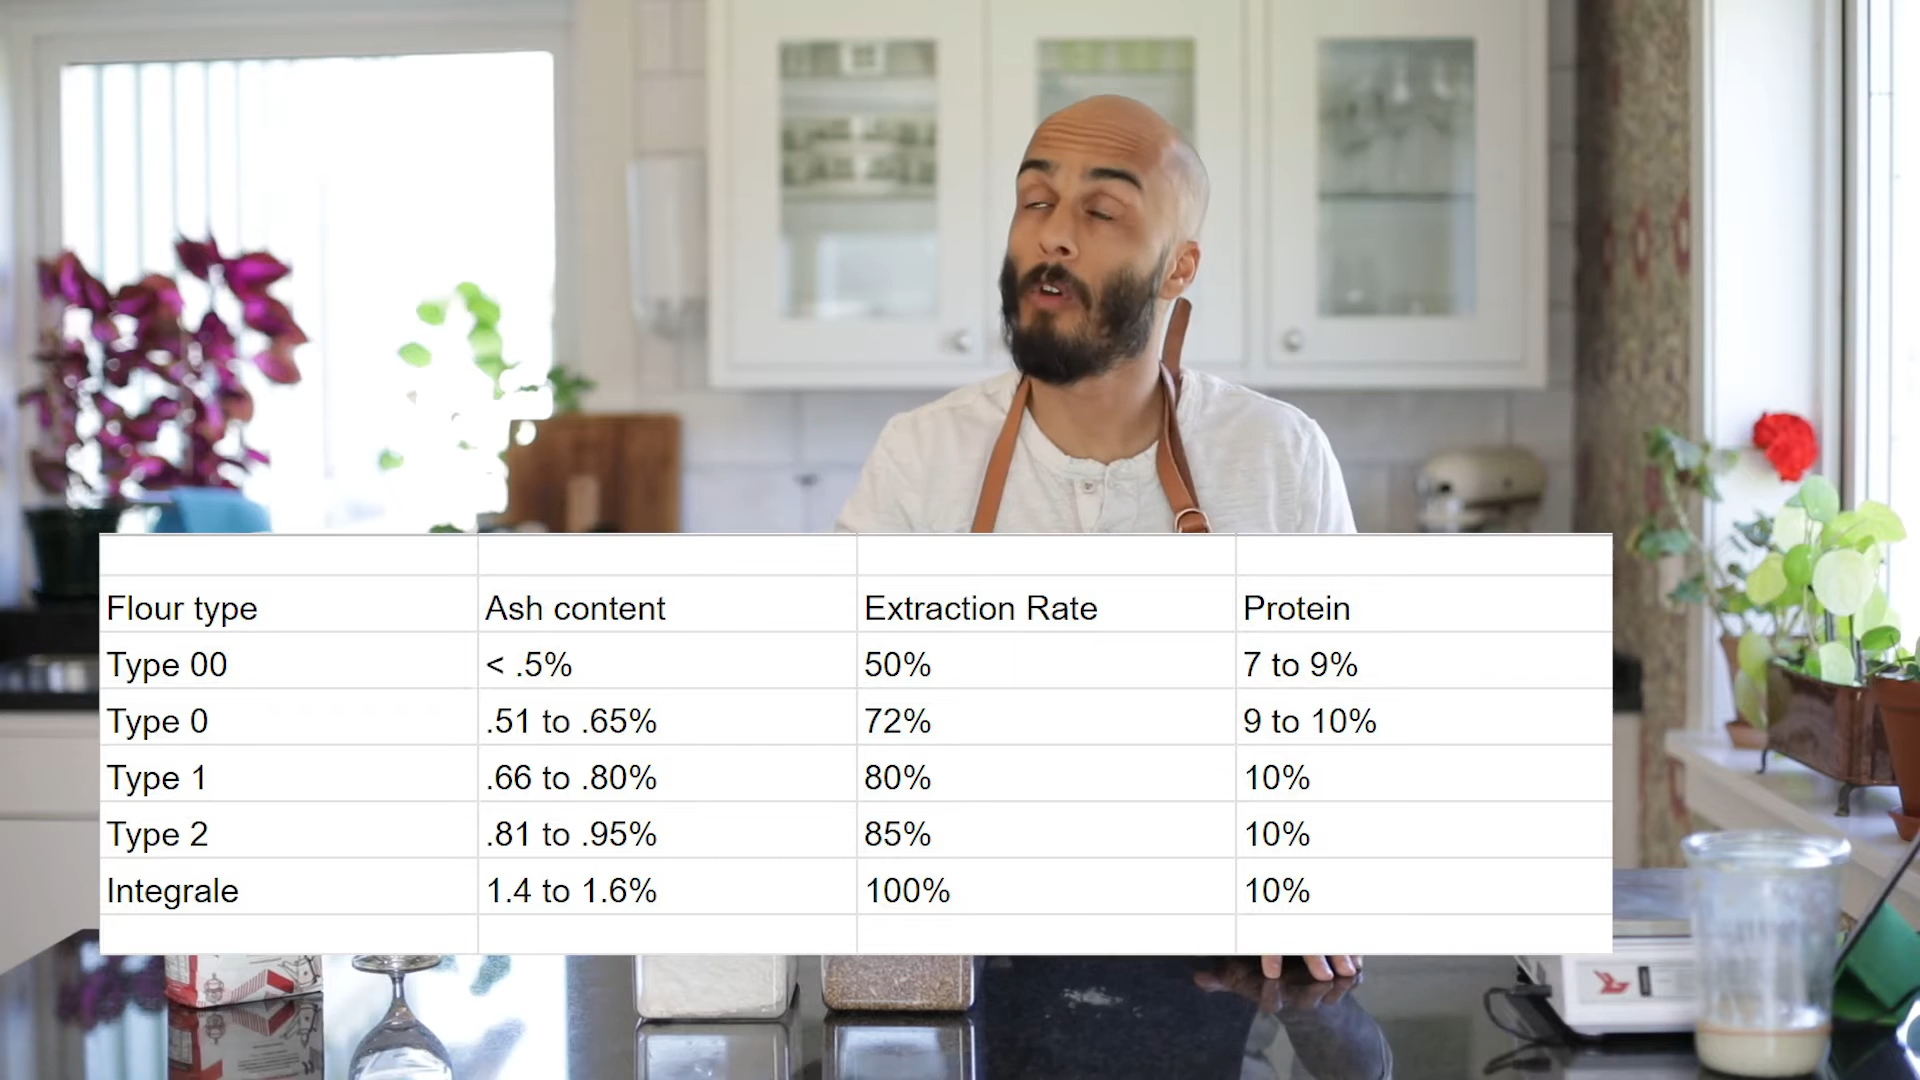 Flour type Ash content Extraction Rate Protein
Type 00 < .5% 50% 7 to 9%
Type 0 .51 to .65% 72% 9 to 10%
Type 1 .66 to .80% 80% 10%
Type 2 .81 to .95% 85% 10%
Integrale 1.4 to 1.6% 100% 10%